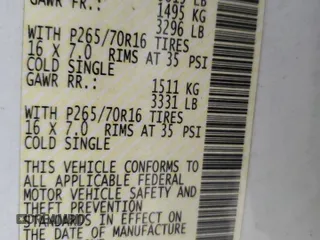 GAWR FR.:
1495 KG
3296 LB
WITH P265/70R16 TIRES
16 X 7.0 RIMS AT 35 PSI
COLD SINGLE
GAWR RR.:
1511 KG
3331 LB
WITH P265/70R16 TIRES
16 X 7.0 RIMS AT 35 PSI
COLD SINGLE
THIS VEHICLE CONFORMS TO
ALL APPLICABLE FEDERAL
MOTOR VEHICLE SAFETY AND
THEFT PREVENTION
STANDARDS IN EFFECT ON
THE DATE OF MANUFACTURE